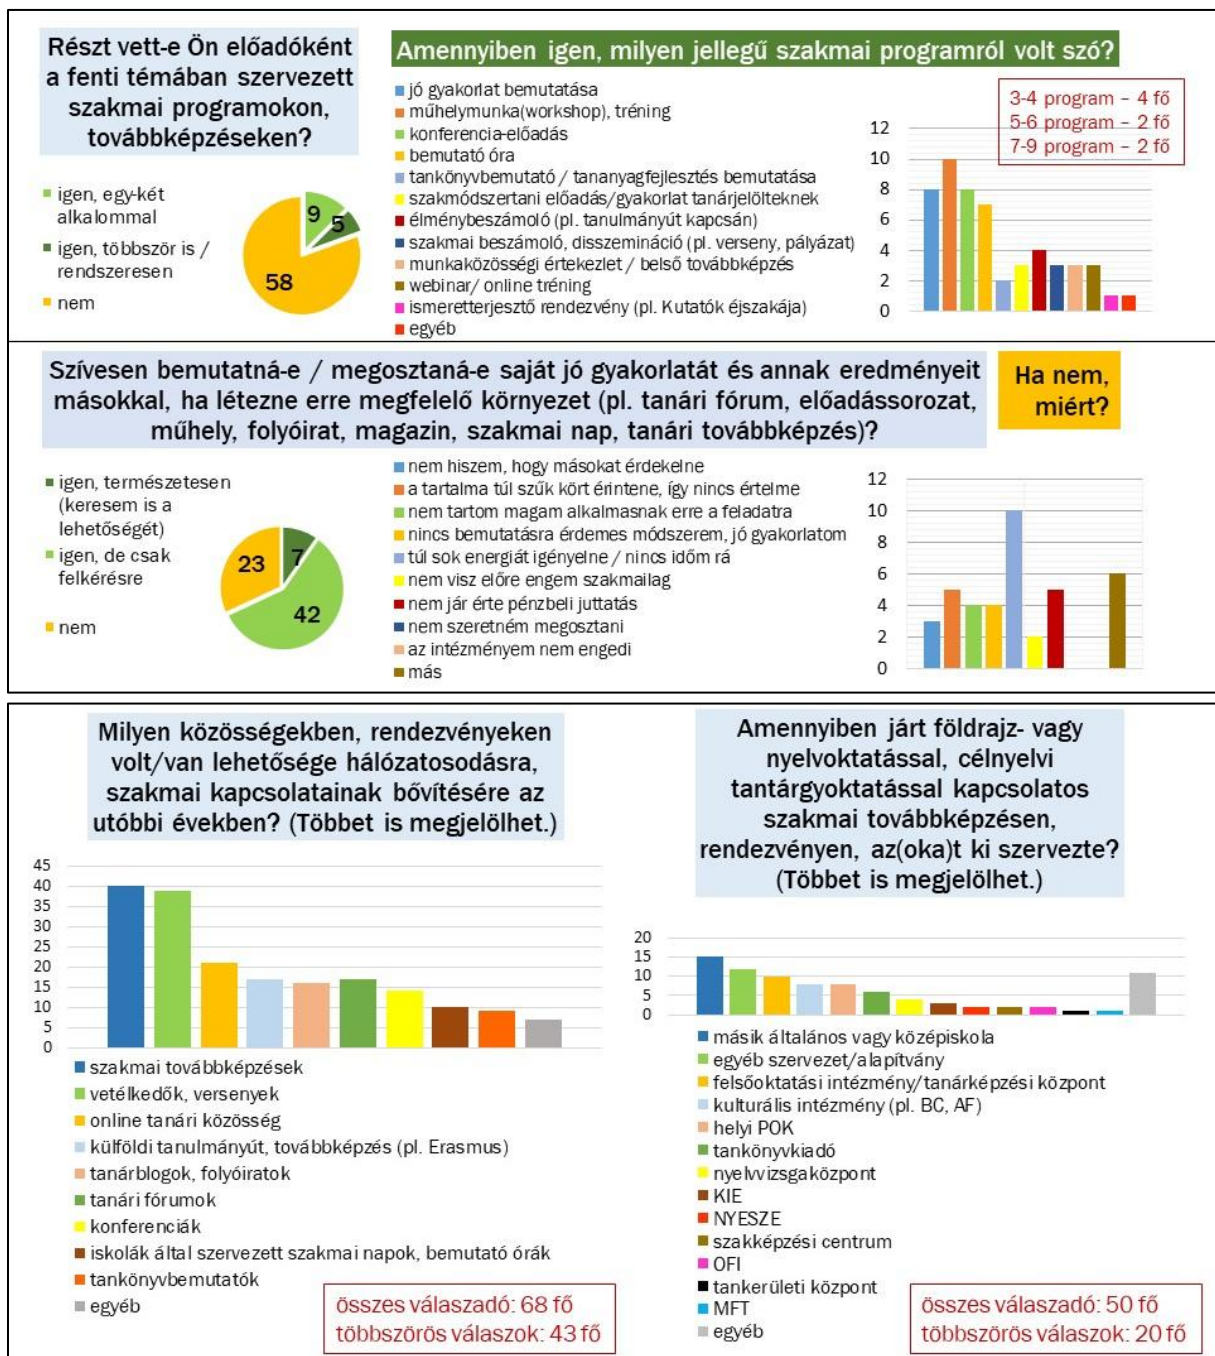 Részt vett-e Ön előadóként
a fenti témában szervezett
szakmai programokon,
továbbképzéseken?
igen, egy-két
alkalommal
igen, többször is /
rendszeresen
nem
9
5
58
Amennyiben igen, milyen jellegű szakmai programról volt szó?
jó gyakorlat bemutatása
műhelymunka(workshop), tréning
konferencia-előadás
bemutató óra
tankönyvbemutató / tananyagfejlesztés bemutatása
szakmódszertani előadás/gyakorlat tanárjelölteknek
élménybeszámoló (pl. tanulmányút kapcsán)
szakmai beszámoló, disszemináció (pl. verseny, pályázat)
munkaközösségi értekezlet / belső továbbképzés
webinar/ online tréning
ismeretterjesztő rendezvény (pl. Kutatók éjszakája)
egyéb
3-4 program – 4 fő
5-6 program – 2 fő
7-9 program – 2 fő
12
10
8
6
4
2
0
Szívesen bemutatná-e / megosztaná-e saját jó gyakorlatát és annak eredményeit
másokkal, ha létezne erre megfelelő környezet (pl. tanári fórum, előadássorozat,
műhely, folyóirat, magazin, szakmai nap, tanári továbbképzés)?
Ha nem,
miért?
igen, természetesen
(keresem is a
lehetőségét)
igen, de csak
felkérésre
nem
23
7
42
nem hiszem, hogy másokat érdekelne
a tartalma túl szűk kört érintene, így nincs értelme
nem tartom magam alkalmasnak erre a feladatra
nincs bemutatásra érdemes módszerem, jó gyakorlatom
túl sok energiát igényelne / nincs időm rá
nem visz előre engem szakmailag
nem jár érte pénzbeli juttatás
nem szeretném megosztani
az intézményem nem engedi
más
12
10
8
6
4
2
0
Milyen közösségekben, rendezvényeken
volt/van lehetősége hálózatosodásra,
szakmai kapcsolatainak bővítésére az
utóbbi években? (Többet is megjelölhet.)
45
40
35
30
25
20
15
10
5
0
szakmai továbbképzések
vetélkedők, versenyek
online tanári közösség
külföldi tanulmányút, továbbképzés (pl. Erasmus)
tanárblogok, folyóiratok
tanári fórumok
konferenciák
iskolák által szervezett szakmai napok, bemutató órák
tankönyvbemutatók
egyéb
összes válaszadó: 68 fő
többszörös válaszok: 43 fő
Amennyiben járt földrajz- vagy
nyelvoktatással, célnyelvi
tantárgyoktatással kapcsolatos
szakmai továbbképzésen,
rendezvényen, az(oka)t ki szervezte?
(Többet is megjelölhet.)
20
15
10
5
0
másik általános vagy középiskola
egyéb szervezet/alapítvány
felsőoktatási intézmény/tanárképzési központ
kulturális intézmény (pl. BC, AF)
helyi POK
tankönyvkiadó
nyelvvizsgaközpont
KIE
NYESZE
szakképzési centrum
OFI
tankerületi központ
MFT
egyéb
összes válaszadó: 50 fő
többszörös válaszok: 20 fő